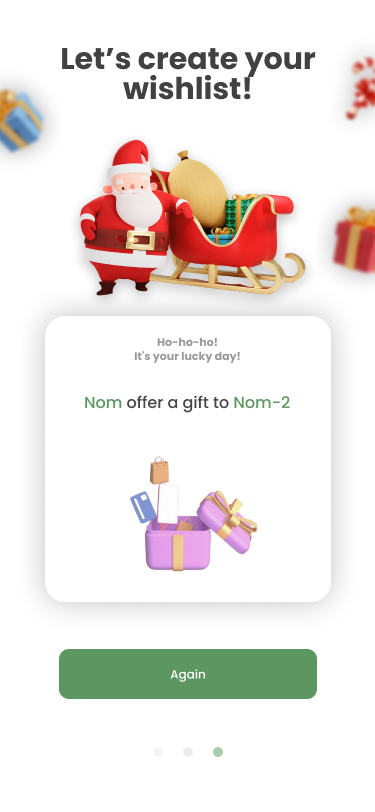 Let’s create your
wishlist!
Ho-ho-ho!
It's your lucky day!
Nom offer a gift to Nom-2
Again